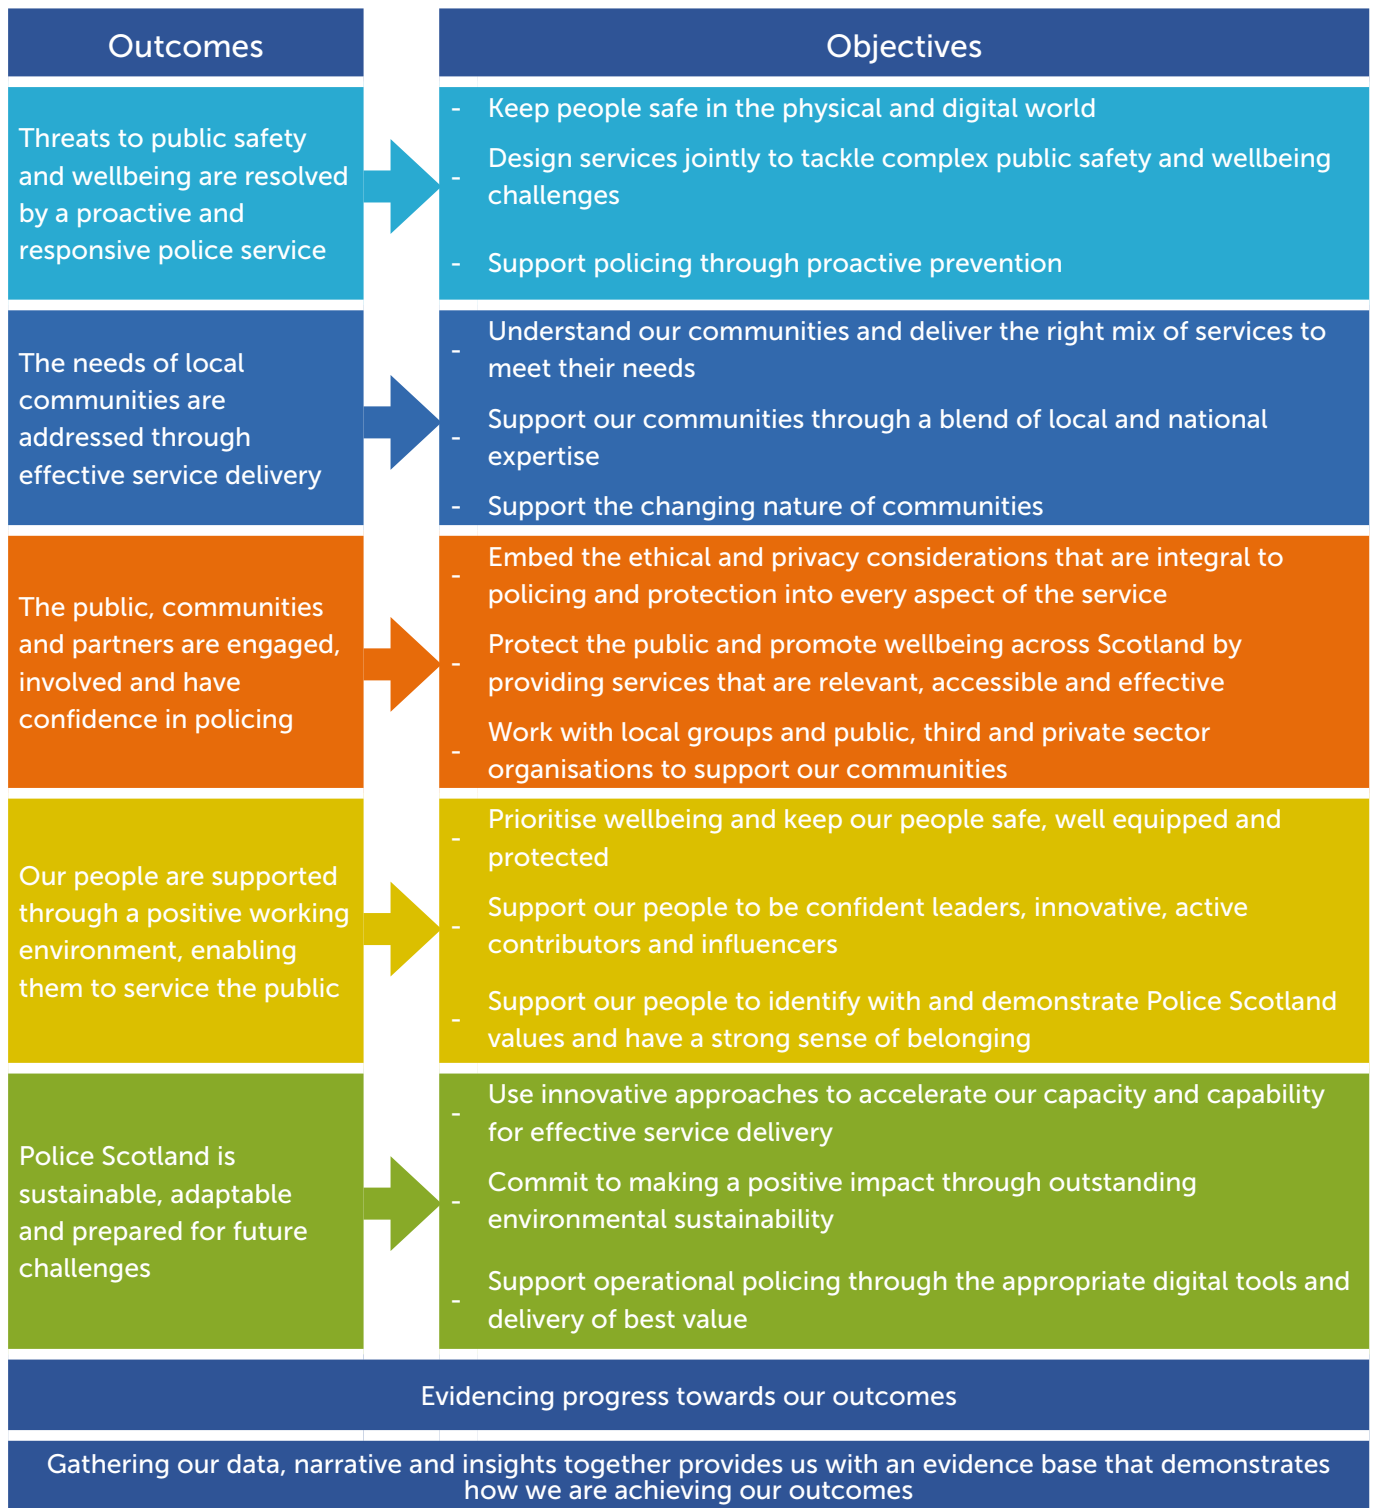 Outcomes
Objectives
Threats to public safety
and wellbeing are resolved
by a proactive and
responsive police service
- Keep people safe in the physical and digital world
- Design services jointly to tackle complex public safety and wellbeing
challenges
- Support policing through proactive prevention
The needs of local
communities are
addressed through
effective service delivery
- Understand our communities and deliver the right mix of services to
meet their needs
- Support our communities through a blend of local and national
expertise
- Support the changing nature of communities
The public, communities
and partners are engaged,
involved and have
confidence in policing
- Embed the ethical and privacy considerations that are integral to
policing and protection into every aspect of the service
- Protect the public and promote wellbeing across Scotland by
providing services that are relevant, accessible and effective
- Work with local groups and public, third and private sector
organisations to support our communities
Our people are supported
through a positive working
environment, enabling
them to service the public
- Prioritise wellbeing and keep our people safe, well equipped and
protected
- Support our people to be confident leaders, innovative, active
contributors and influencers
- Support our people to identify with and demonstrate Police Scotland
values and have a strong sense of belonging
Police Scotland is
sustainable, adaptable
and prepared for future
challenges
- Use innovative approaches to accelerate our capacity and capability
for effective service delivery
- Commit to making a positive impact through outstanding
environmental sustainability
- Support operational policing through the appropriate digital tools and
delivery of best value
Evidencing progress towards our outcomes
Gathering our data, narrative and insights together provides us with an evidence base that demonstrates
how we are achieving our outcomes